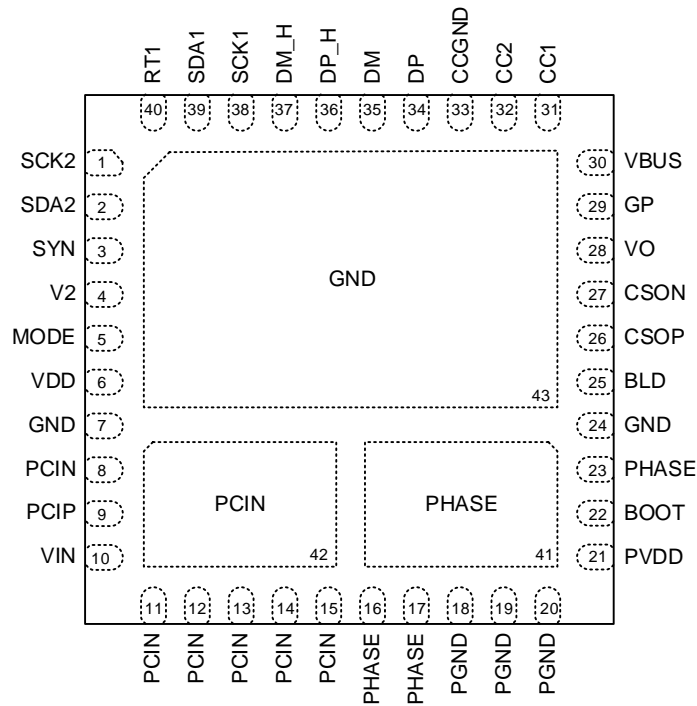 RT1
SDA1
SCK1
DM_H
DP_H
DM
DP
CCGND
CC2
CC1
40
39
38
37
36
35
34
33
32
31
SCK2
1
SDA2
2
SYN
3
V2
4
MODE
5
VDD
6
GND
7
PCIN
8
PCIP
9
VIN
10
GND
43
PCIN
42
PHASE
41
30
VBUS
29
GP
28
VO
27
CSON
26
CSOP
25
BLD
24
GND
23
PHASE
22
BOOT
21
PVDD
11
12
13
14
15
16
17
18
19
20
PCIN
PCIN
PCIN
PCIN
PCIN
PHASE
PHASE
PGND
PGND
PGND